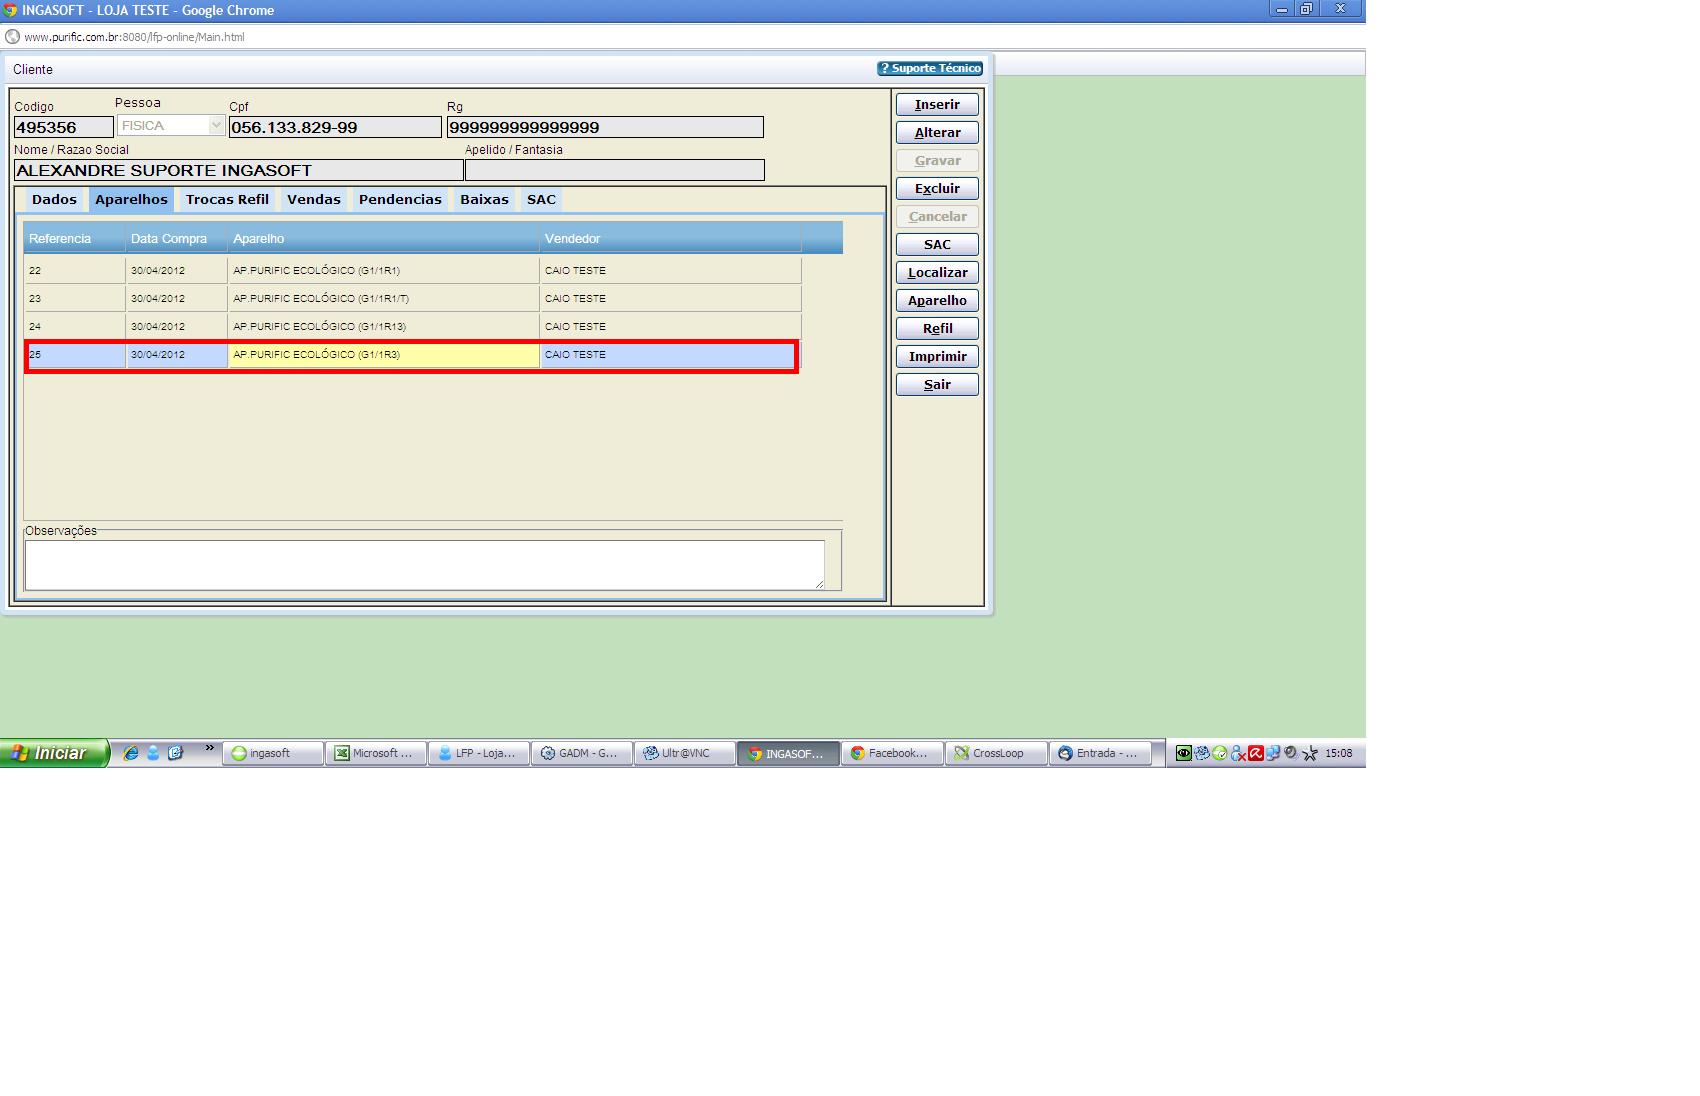 INGASOFT - LOJA TESTE - Google Chrome
www.purific.com.br:8080/lfp-online/Main.html
Cliente
? Suporte Técnico
Codigo Pessoa Cpf Rg
495356 FISICA 056.133.829-99 999999999999999
Nome / Razao Social Apelido / Fantasia
ALEXANDRE SUPORTE INGASOFT
Dados Aparelhos Trocas Refil Vendas Pendencias Baixas SAC
Referencia Data Compra Aparelho Vendedor
22 30/04/2012 AP.PURIFIC ECOLÓGICO (G1/1R1) CAIO TESTE
23 30/04/2012 AP.PURIFIC ECOLÓGICO (G1/1R1/T) CAIO TESTE
24 30/04/2012 AP.PURIFIC ECOLÓGICO (G1/1R13) CAIO TESTE
25 30/04/2012 AP.PURIFIC ECOLÓGICO (G1/1R3) CAIO TESTE
Observações
Inserir
Alterar
Gravar
Excluir
Cancelar
SAC
Localizar
Aparelho
Refil
Imprimir
Sair
Iniciar » ingasoft Microsoft ... LFP - Loja... GADM - G... Ultr@VNC INGASOF... Facebook... CrossLoop Entrada - ... 15:08